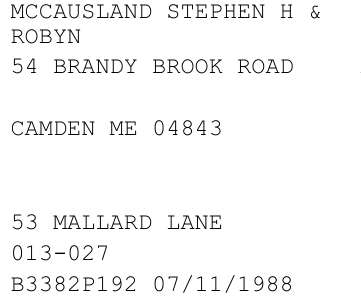 MCCAUSLAND STEPHEN H &
ROBYN
54 BRANDY BROOK ROAD
CAMDEN ME 04843
53 MALLARD LANE
013-027
B3382P192 07/11/1988